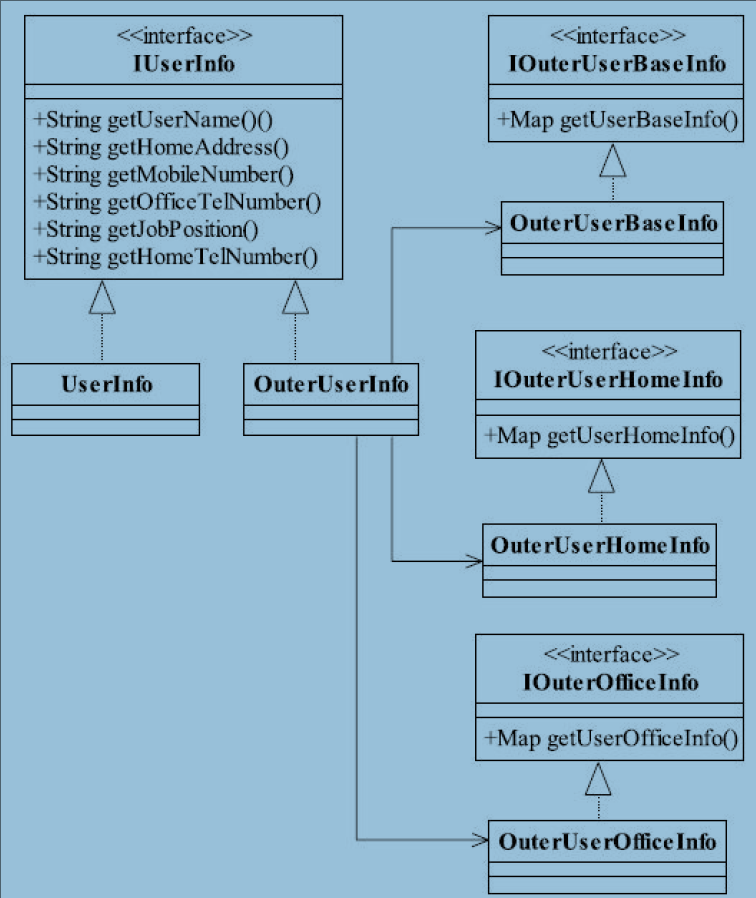 <<interface>>
IUserInfo
+String getUserName()()
+String getHomeAddress()
+String getMobileNumber()
+String getOfficeTelNumber()
+String getJobPosition()
+String getHomeTelNumber()
UserInfo
OuterUserInfo
<<interface>>
IOuterUserBaseInfo
+Map getUserBaseInfo()
OuterUserBaseInfo
<<interface>>
IOuterUserHomeInfo
+Map getUserHomeInfo()
OuterUserHomeInfo
<<interface>>
IOuterOfficeInfo
+Map getUserOfficeInfo()
OuterUserOfficeInfo